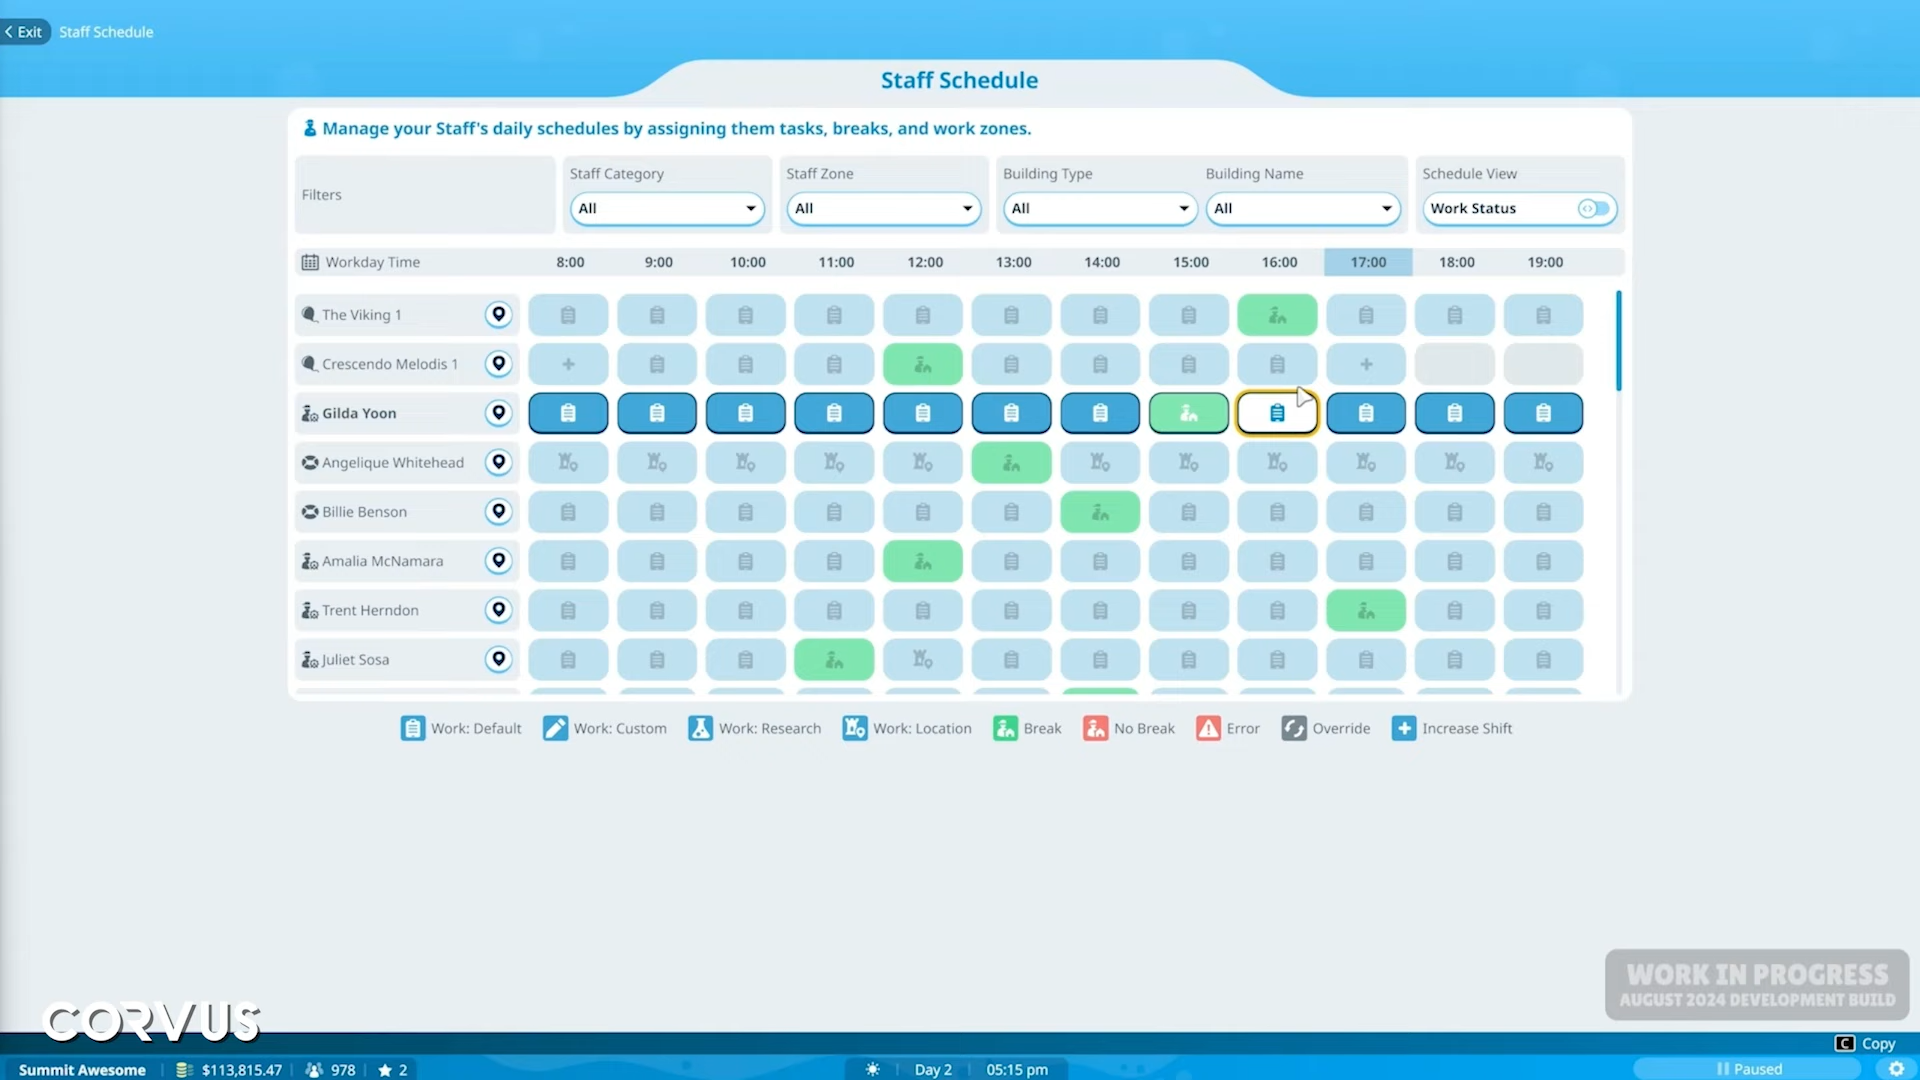 Exit Staff Schedule
Staff Schedule
Manage your Staff's daily schedules by assigning them tasks, breaks, and work zones.
Filters
Staff Category
All
Staff Zone
All
Building Type
All
Building Name
All
Schedule View
Work Status
Workday Time 8:00 9:00 10:00 11:00 12:00 13:00 14:00 15:00 16:00 17:00 18:00 19:00
The Viking 1
Crescendo Melodis 1
Gilda Yoon
Angelique Whitehead
Billie Benson
Amalia McNamara
Trent Herndon
Juliet Sosa
Work: Default Work: Custom Work: Research Work: Location Break No Break Error Override Increase Shift
WORK IN PROGRESS
AUGUST 2024 DEVELOPMENT BUILD
CORVUS
C Copy
Summit Awesome $113,815.47 978 2 Day 2 05:15 pm Paused